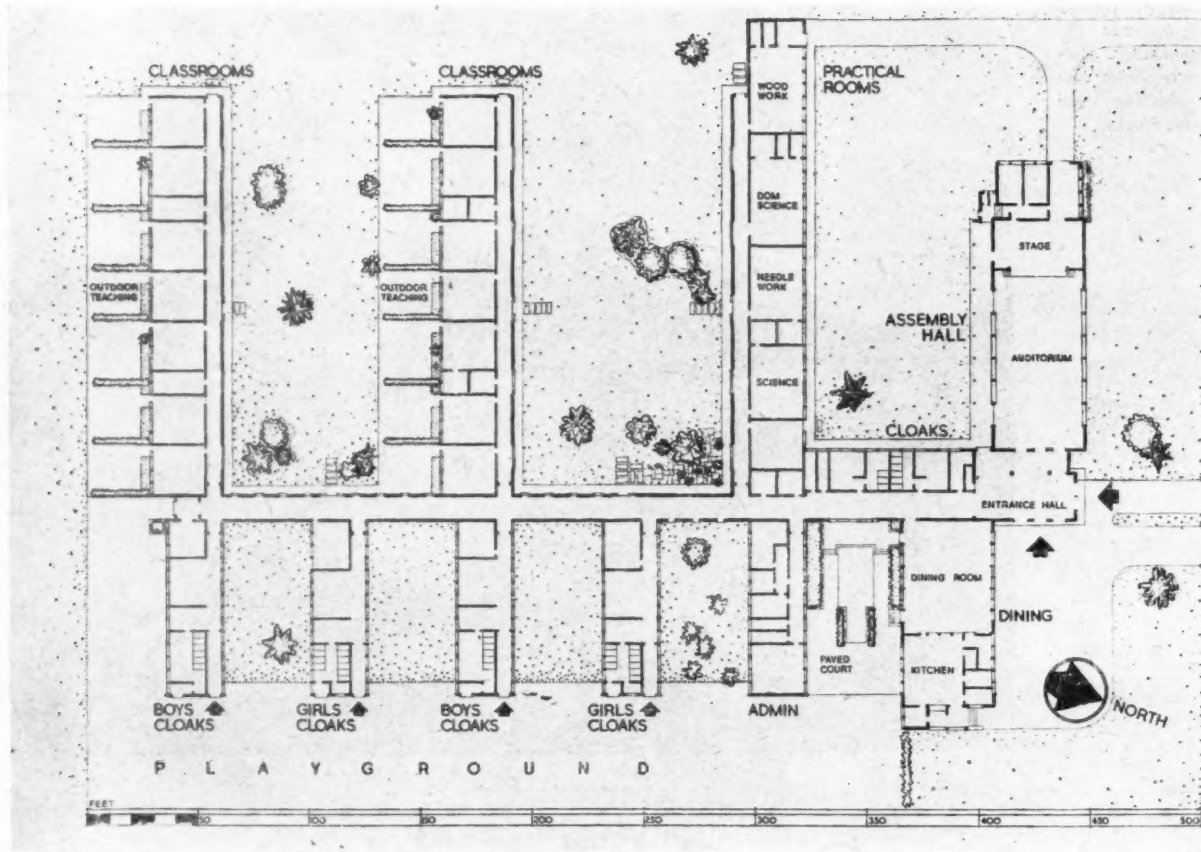 CLASSROOMS
CLASSROOMS
WOOD
WORK
PRACTICAL
ROOMS
DOM
SCIENCE
STAGE
OUTDOOR
TEACHING
OUTDOOR
TEACHING
NEEDLE
WORK
ASSEMBLY
HALL
AUDITORIUM
SCIENCE
CLOAKS
ENTRANCE HALL
DINING ROOM
DINING
PAVED
COURT
KITCHEN
NORTH
BOYS
CLOAKS
GIRLS
CLOAKS
BOYS
CLOAKS
GIRLS
CLOAKS
ADMIN
PLAYGROUND
FEET
50 100 150 200 250 300 350 400 450 500